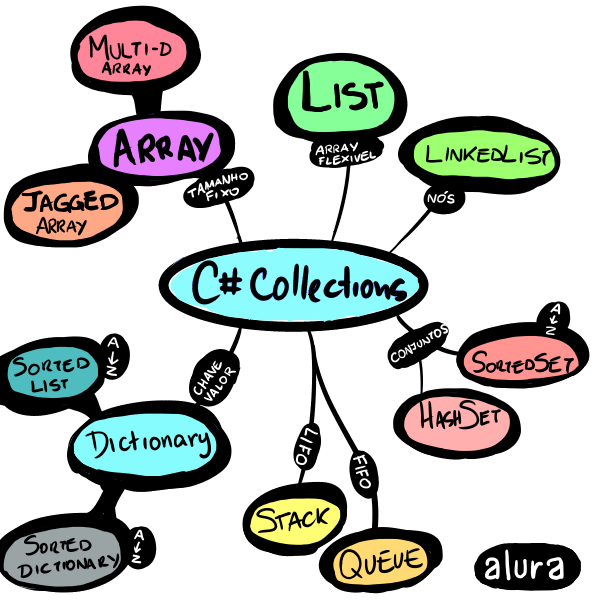 MULTI-D
ARRAY
ARRAY
TAMANHO
FIXO
JAGGED
ARRAY
LIST
ARRAY
FLEXIVEL
LINKEDLIST
NÓS
C# Collections
CONJUNTOS
A→Z
SORTEDSET
HASHSET
CHAVE
VALOR
A→Z
SORTED
LIST
Dictionary
A→Z
SORTED
DICTIONARY
LIFO
STACK
FIFO
QUEUE
alura